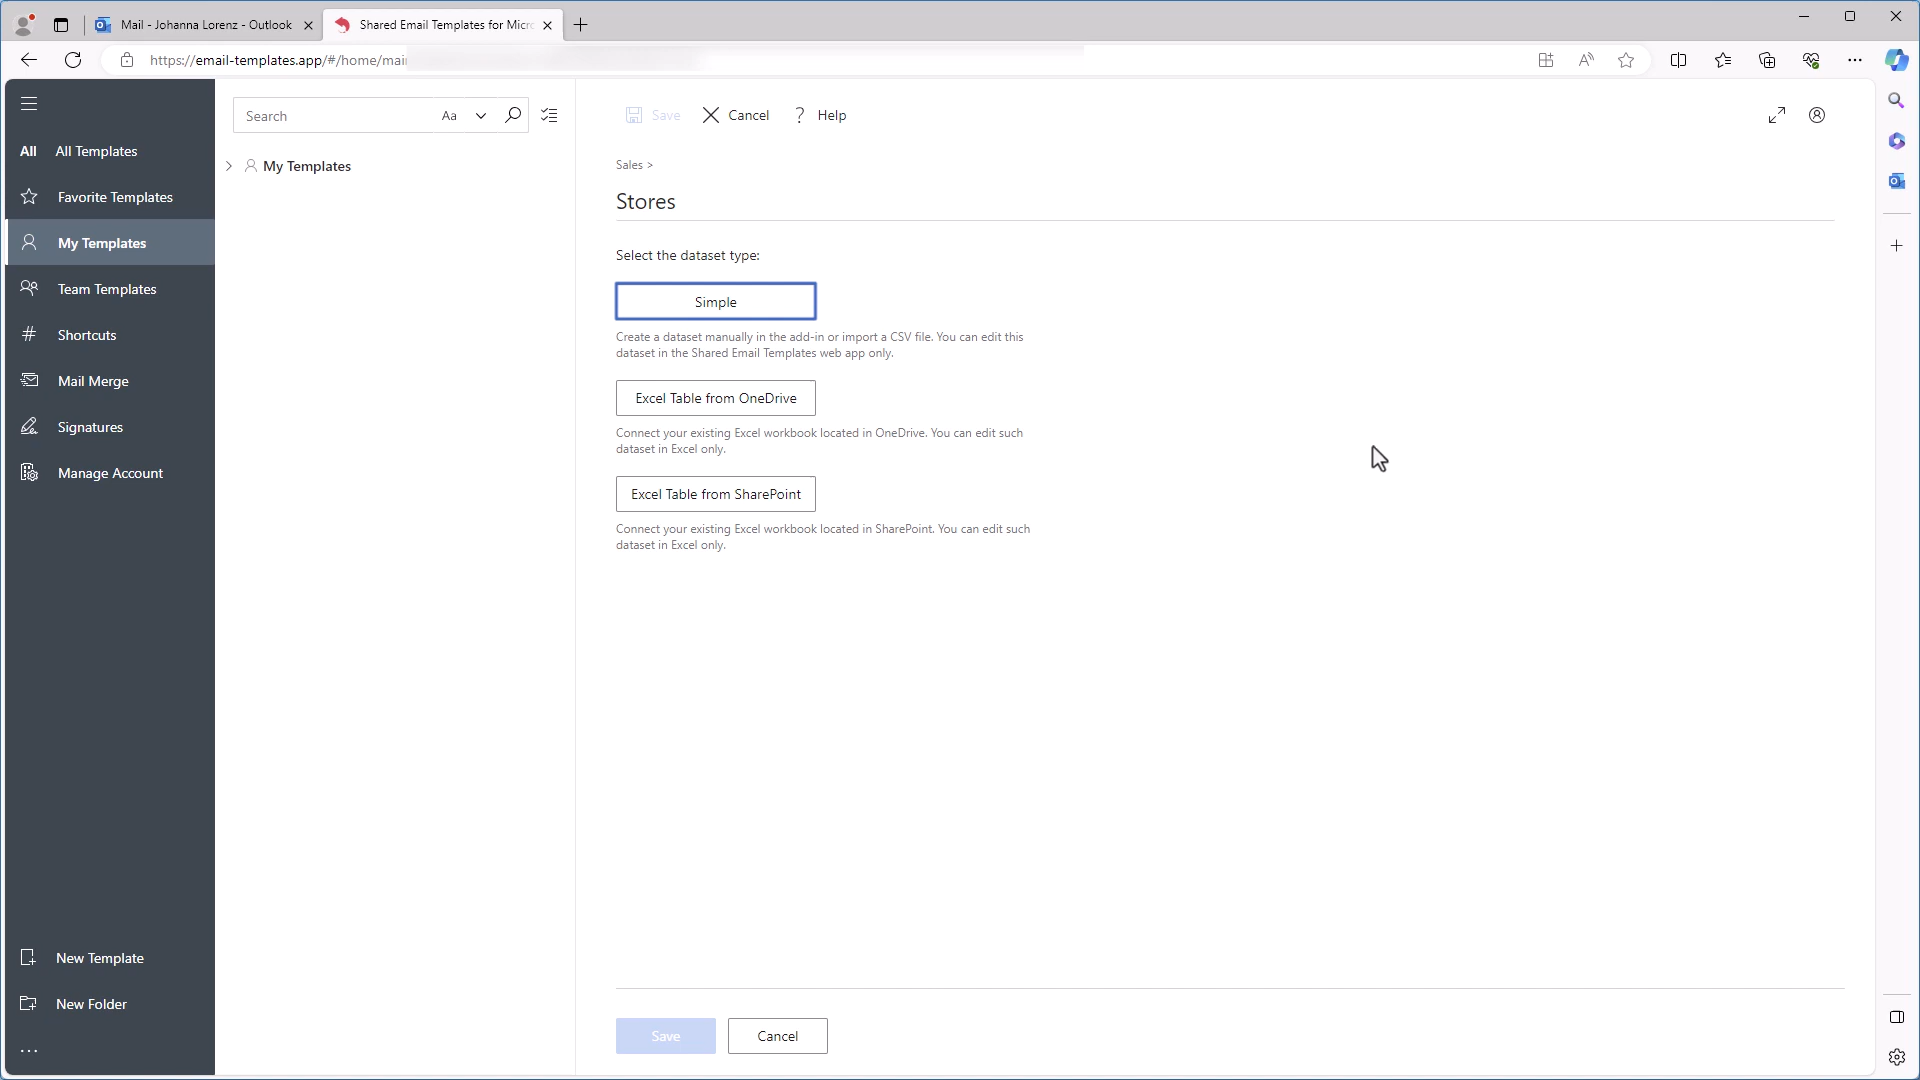 Mail - Johanna Lorenz - Outlook
Shared Email Templates for Micro
https://email-templates.app/#/home/mai
Search
Aa
Save
Cancel
? Help
All All Templates
Favorite Templates
My Templates
Team Templates
# Shortcuts
Mail Merge
Signatures
Manage Account
New Template
New Folder
...
My Templates
Sales >
Stores
Select the dataset type:
Simple
Create a dataset manually in the add-in or import a CSV file. You can edit this
dataset in the Shared Email Templates web app only.
Excel Table from OneDrive
Connect your existing Excel workbook located in OneDrive. You can edit such
dataset in Excel only.
Excel Table from SharePoint
Connect your existing Excel workbook located in SharePoint. You can edit such
dataset in Excel only.
Save
Cancel